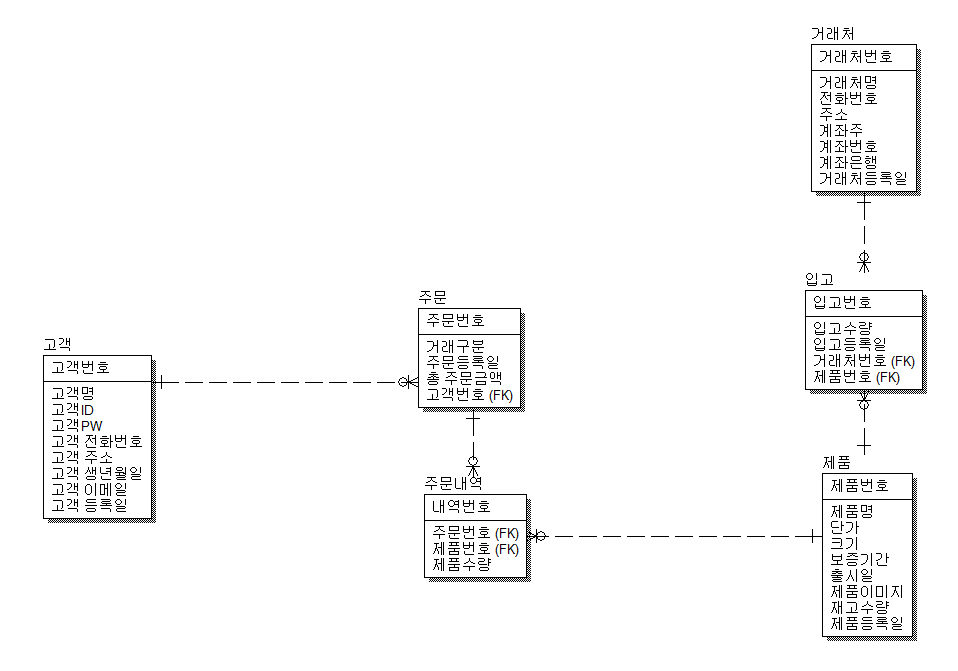 거래처
거래처번호
거래처명
전화번호
주소
계좌주
계좌번호
계좌은행
거래처등록일
입고
입고번호
입고수량
입고등록일
거래처번호 (FK)
제품번호 (FK)
주문
주문번호
거래구분
주문등록일
총 주문금액
고객번호 (FK)
고객
고객번호
고객명
고객ID
고객PW
고객 전화번호
고객 주소
고객 생년월일
고객 이메일
고객 등록일
주문내역
내역번호
주문번호 (FK)
제품번호 (FK)
제품수량
제품
제품번호
제품명
단가
크기
보증기간
출시일
제품이미지
재고수량
제품등록일